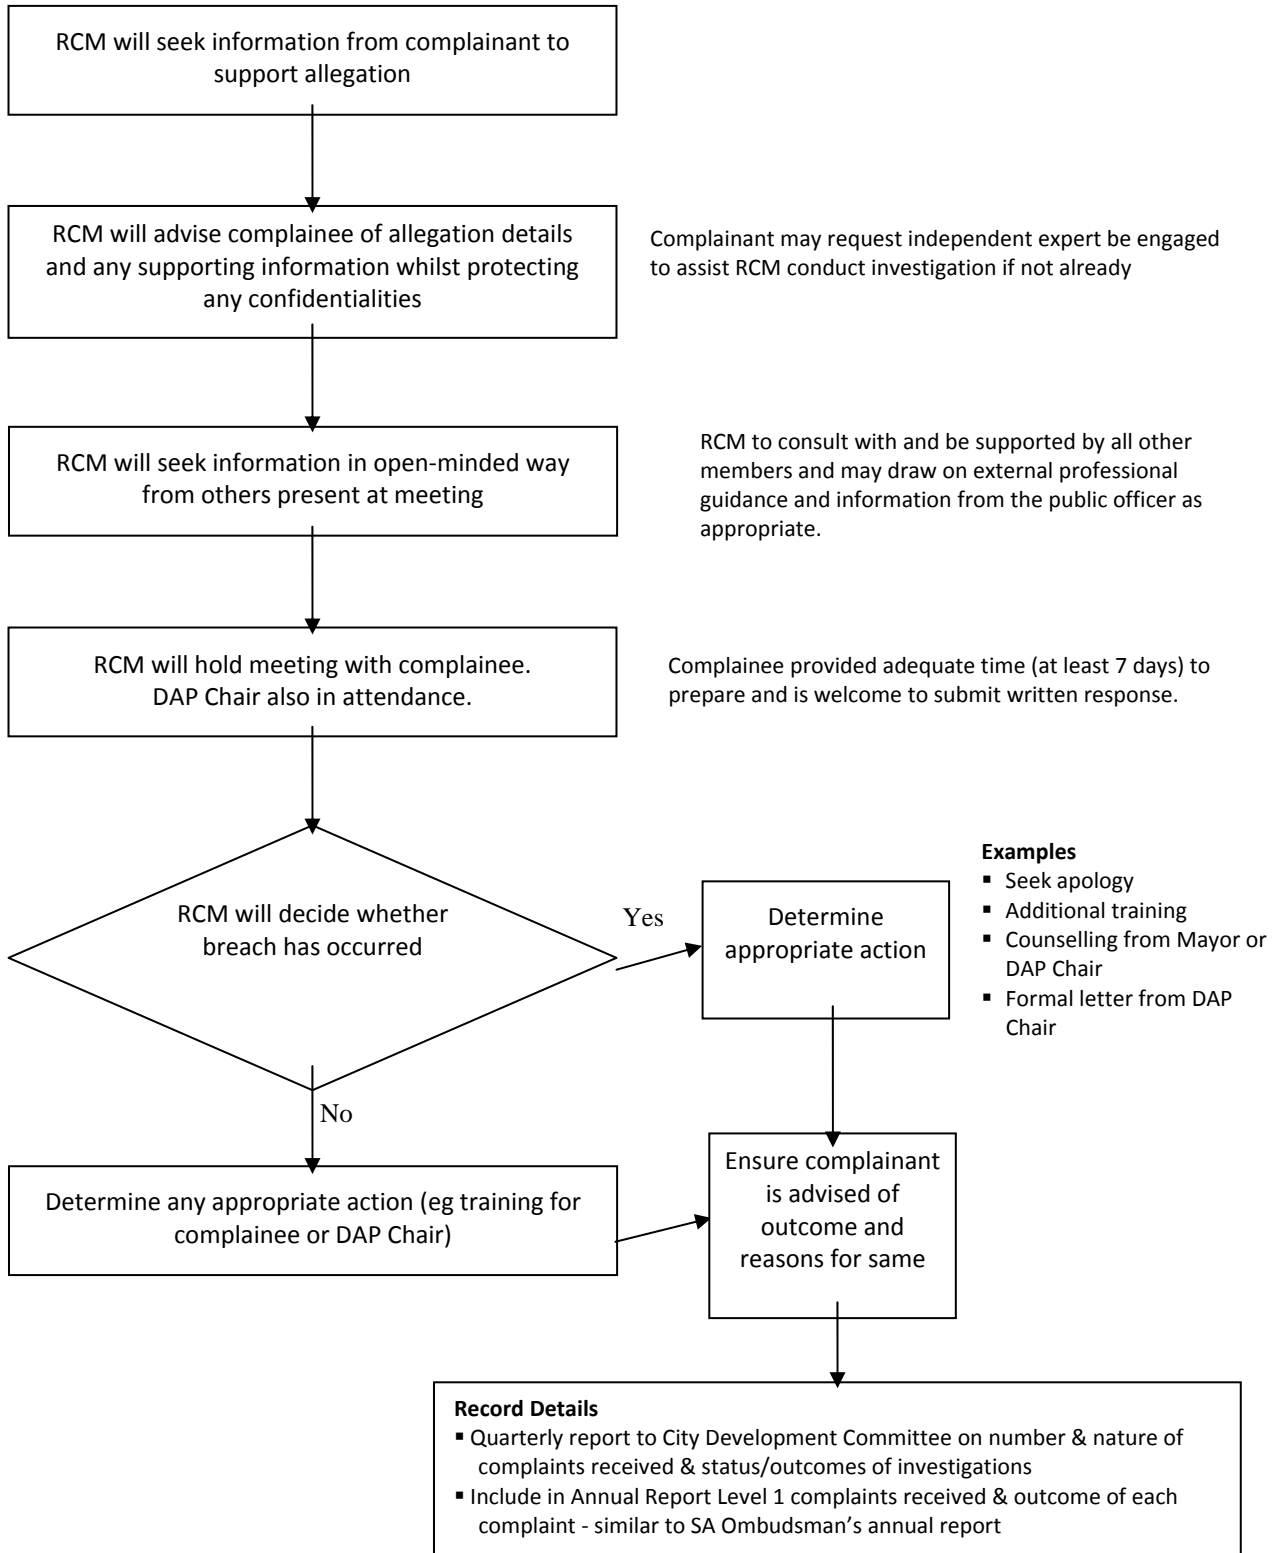 RCM will seek information from complainant to
support allegation
RCM will advise complainee of allegation details
and any supporting information whilst protecting
any confidentialities
Complainant may request independent expert be engaged
to assist RCM conduct investigation if not already
RCM will seek information in open-minded way
from others present at meeting
RCM to consult with and be supported by all other
members and may draw on external professional
guidance and information from the public officer as
appropriate.
RCM will hold meeting with complainee.
DAP Chair also in attendance.
Complainee provided adequate time (at least 7 days) to
prepare and is welcome to submit written response.
RCM will decide whether
breach has occurred
Yes
Determine
appropriate action
Examples
▪ Seek apology
▪ Additional training
▪ Counselling from Mayor or
DAP Chair
▪ Formal letter from DAP
Chair
No
Determine any appropriate action (eg training for
complainee or DAP Chair)
Ensure complainant
is advised of
outcome and
reasons for same
Record Details
▪ Quarterly report to City Development Committee on number & nature of
complaints received & status/outcomes of investigations
▪ Include in Annual Report Level 1 complaints received & outcome of each
complaint - similar to SA Ombudsman’s annual report